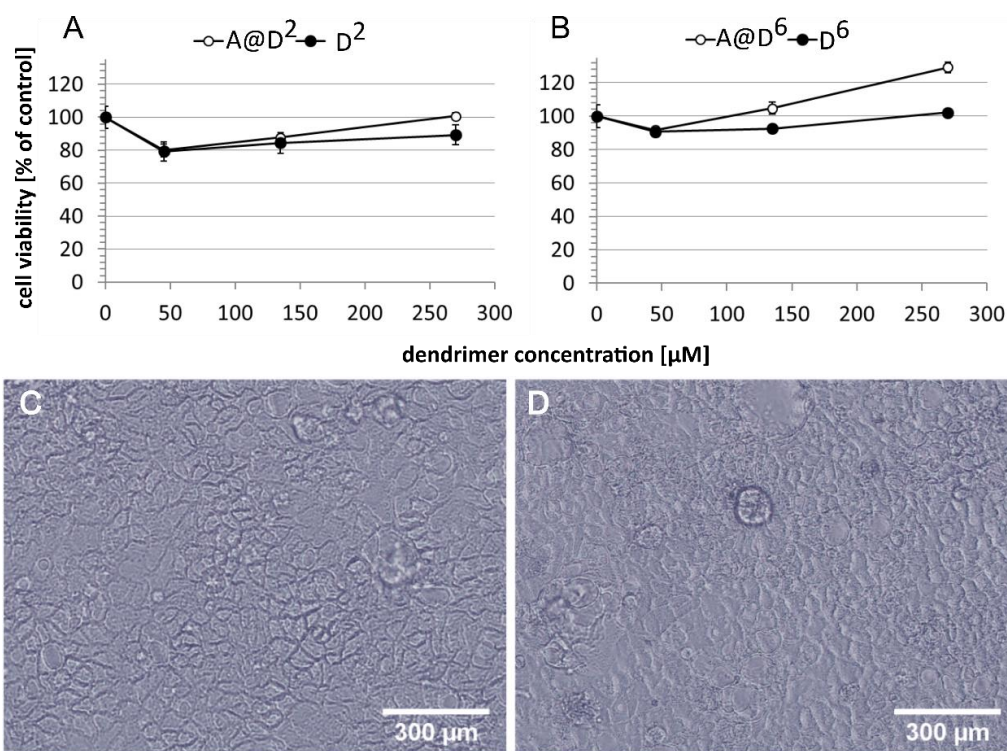 A
A@D² D²
B
A@D⁶ D⁶
cell viability [% of control]
120
100
80
60
40
20
0
0 50 100 150 200 250 300
120
100
80
60
40
20
0
0 50 100 150 200 250 300
dendrimer concentration [µM]
C
300 µm
D
300 µm